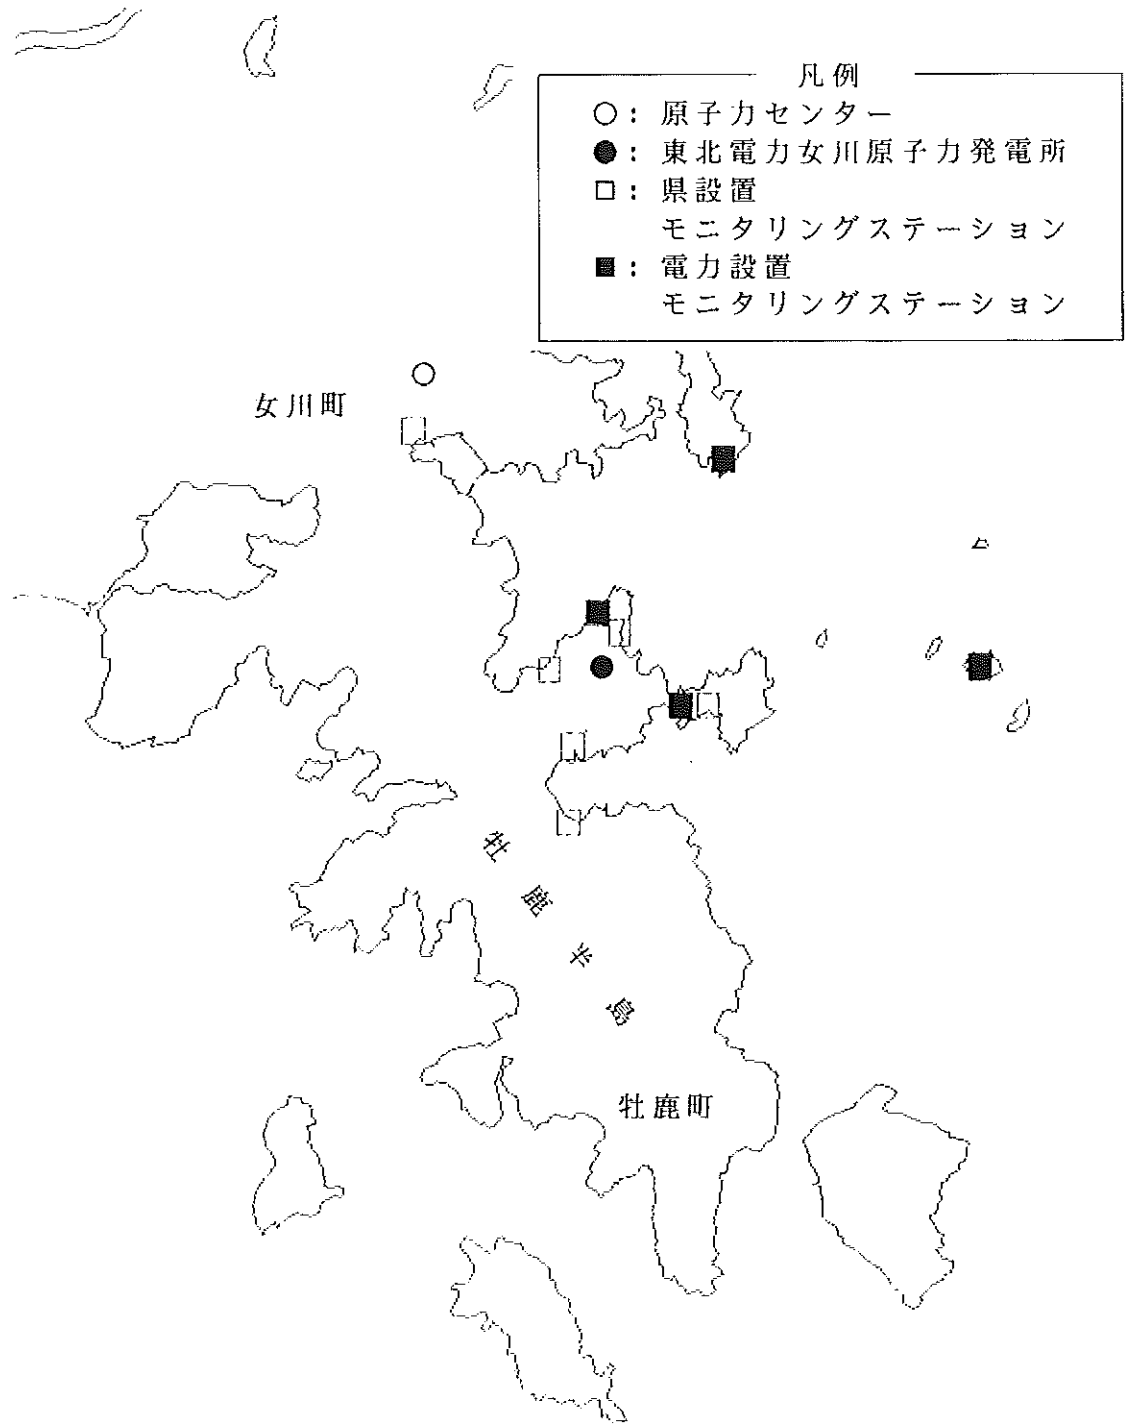 凡例
○：原子力センター
●：東北電力女川原子力発電所
□：県設置
モニタリングステーション
■：電力設置
モニタリングステーション
女川町
牡鹿半島
牡鹿町